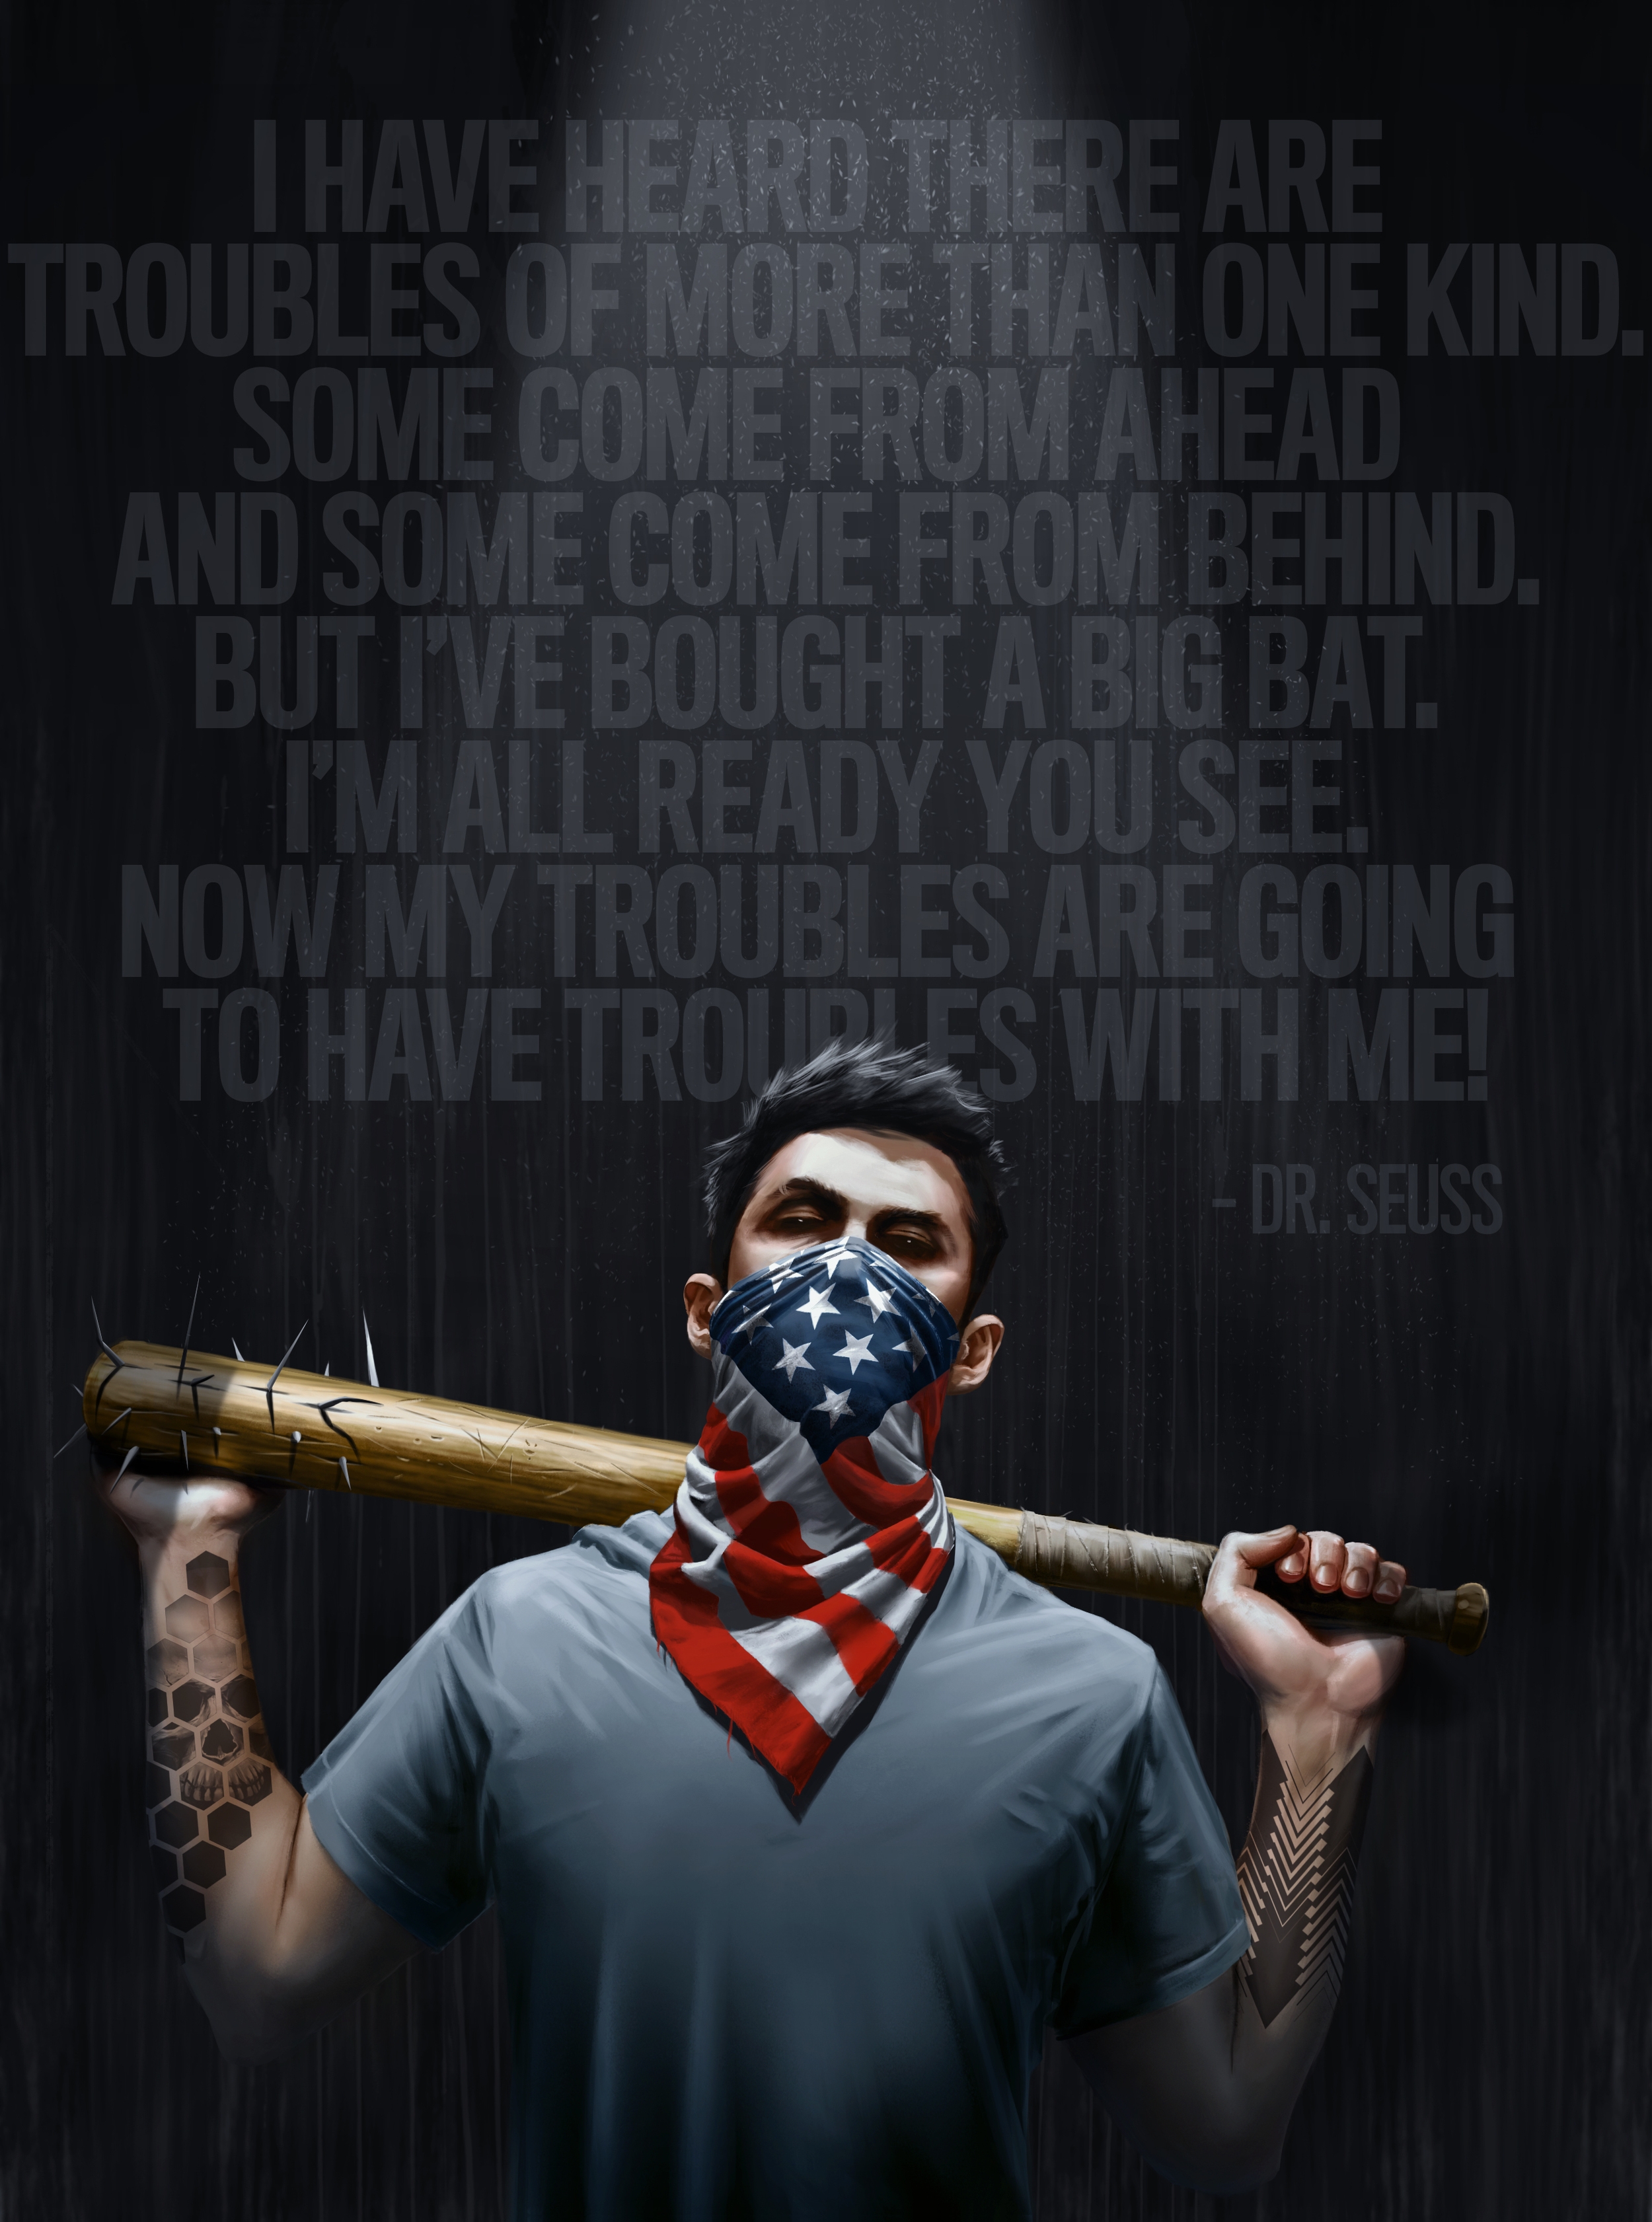 I HAVE HEARD THERE ARE
TROUBLES OF MORE THAN ONE KIND.
SOME COME FROM AHEAD
AND SOME COME FROM BEHIND.
BUT I'VE BOUGHT A BIG BAT.
I'M ALL READY YOU SEE.
NOW MY TROUBLES ARE GOING
TO HAVE TROUBLES WITH ME!
- DR. SEUSS